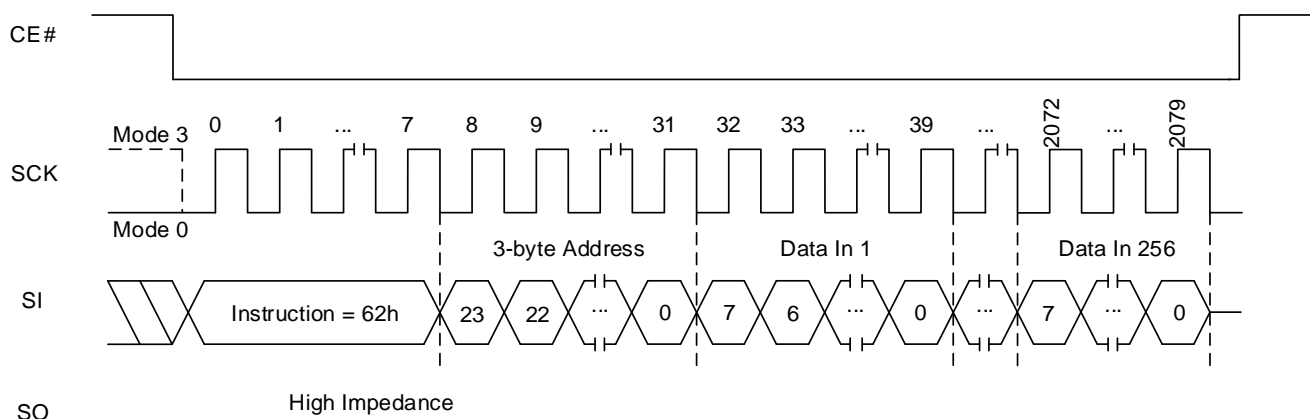 CE#
SCK
Mode 3
Mode 0
0 1 ... 7 8 9 ... 31 32 33 ... 39 ... 2072 ... 2079
3-byte Address Data In 1 Data In 256
SI
Instruction = 62h 23 22 ... 0 7 6 ... 0 ... 7 ... 0
SO
High Impedance